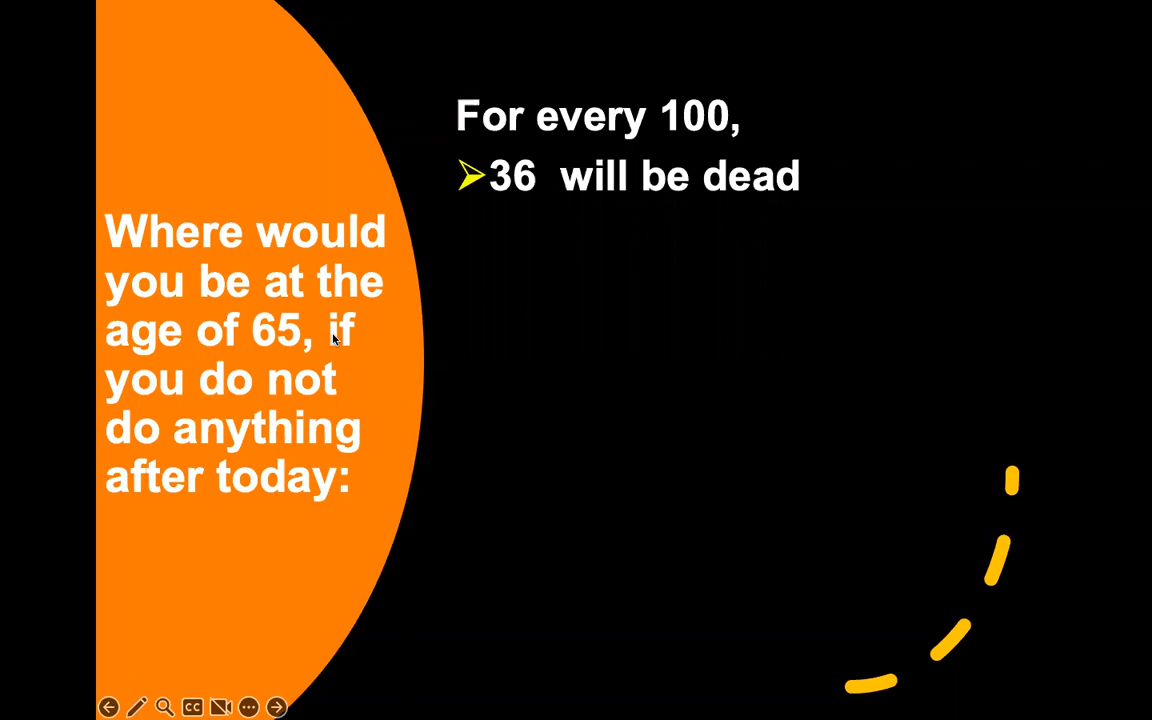 Where would
you be at the
age of 65, if
you do not
do anything
after today:
For every 100,
36 will be dead
CC